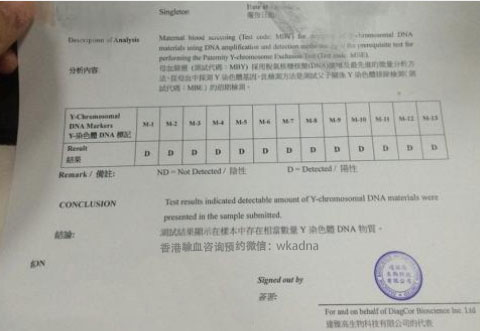 Singleton
Description of Analysis
Maternal blood screening (Test code: MBY) for Y-chromosomal DNA
materials using DNA amplification and detection prerequisite test for
performing the Paternity Y-chromosome Exclusion Test (Test code: MBE).
分析內容
Y-Chromosomal
DNA Markers
Y-染色體 DNA 標記
M-1 M-2 M-3 M-4 M-5 M-6 M-7 M-8 M-9 M-10 M-11 M-12 M-13
Result
結果
D D D D D D D D D D D D D
Remark / 備註: ND = Not Detected / 陰性 D = Detected / 陽性
CONCLUSION
Test results indicated detectable amount of Y-chromosomal DNA materials were
presented in the sample submitted.
結論:
測試結果顯示在樣本中存在相當數量 Y 染色體 DNA 物質。
香港驗血咨询预约微信：wkadna
Signed out by
簽證:
For and on behalf of DiagCor Bioscience Inc. Ltd
達雅高生物科技有限公司的代表